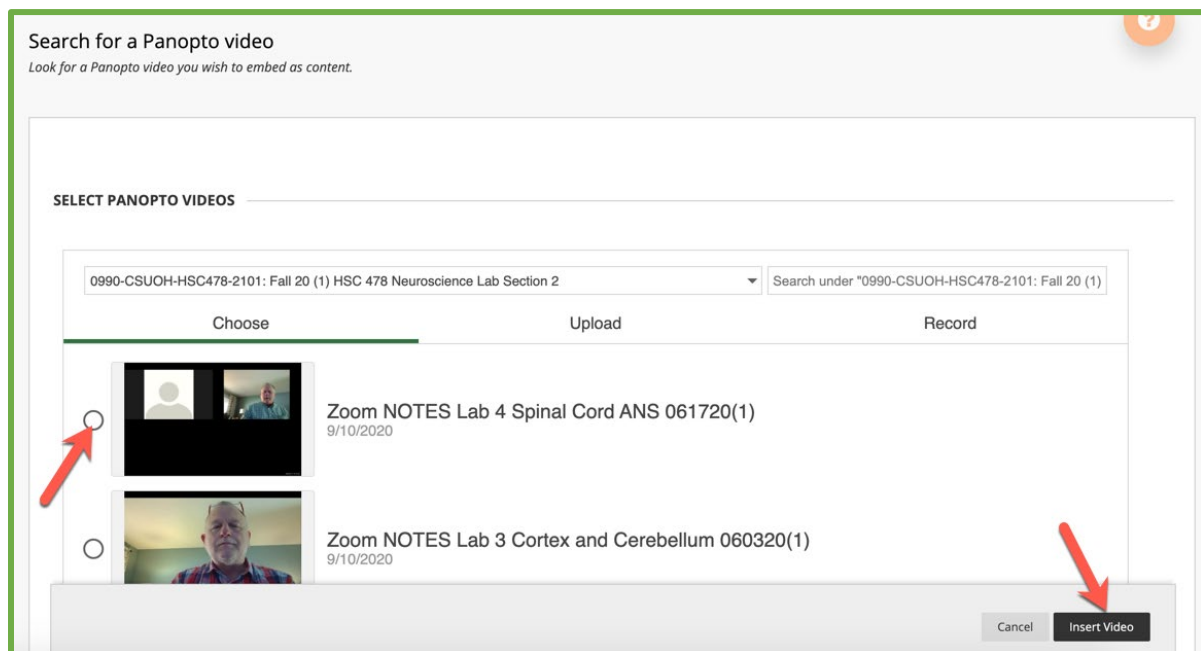 ?
Search for a Panopto video
Look for a Panopto video you wish to embed as content.
SELECT PANOPTO VIDEOS
0990-CSUOH-HSC478-2101: Fall 20 (1) HSC 478 Neuroscience Lab Section 2
Search under "0990-CSUOH-HSC478-2101: Fall 20 (1)
Choose
Upload
Record
Zoom NOTES Lab 4 Spinal Cord ANS 061720(1)
9/10/2020
Zoom NOTES Lab 3 Cortex and Cerebellum 060320(1)
9/10/2020
Cancel
Insert Video